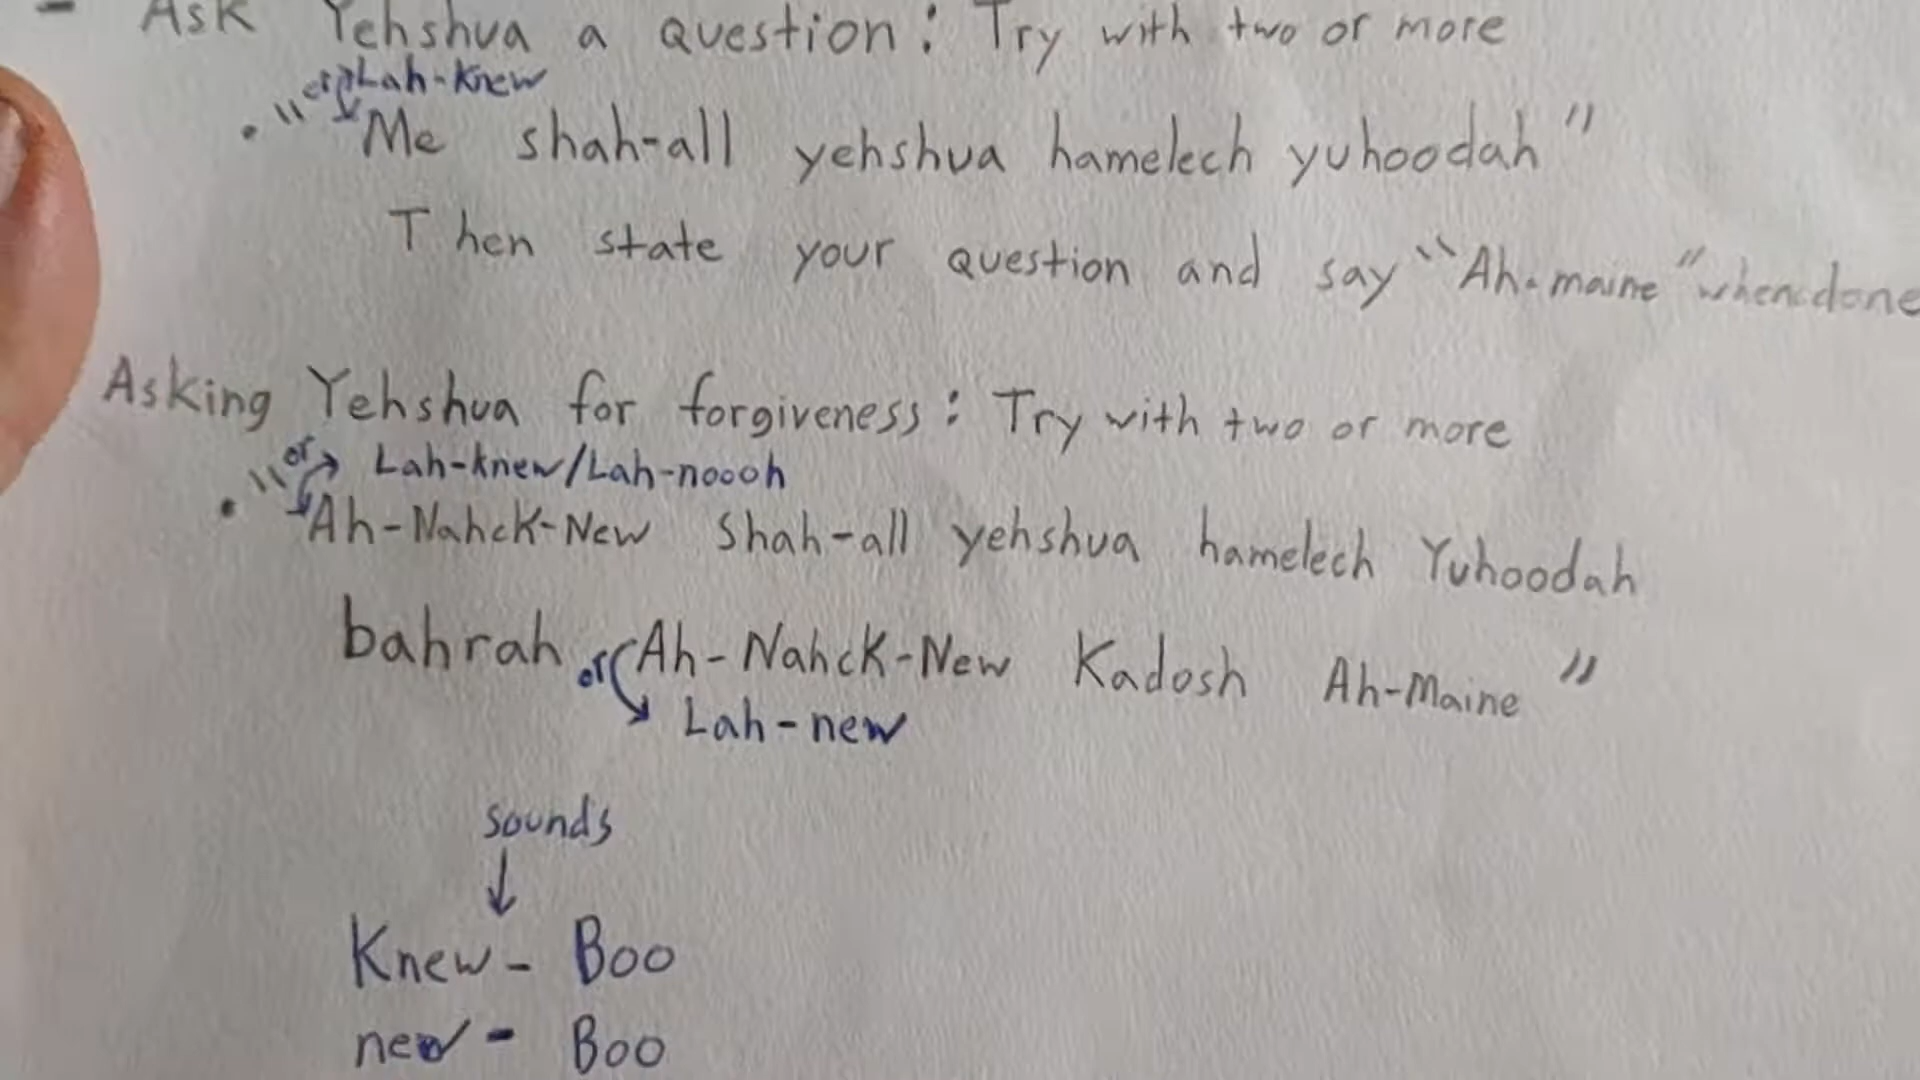 - Ask Yehshua a question: Try with two or more
or Lah-Knew
• "Me shah-all yehshua hamelech yuhoodah"
Then state your question and say "Ah-maine" when done
Asking Yehshua for forgiveness: Try with two or more
or Lah-knew/Lah-noooh
• "Ah-Nahck-New Shah-all yehshua hamelech Yuhoodah
bahrah or Ah-Nahck-New Kadosh Ah-Maine"
Lah-new
sounds
Knew - Boo
new - Boo